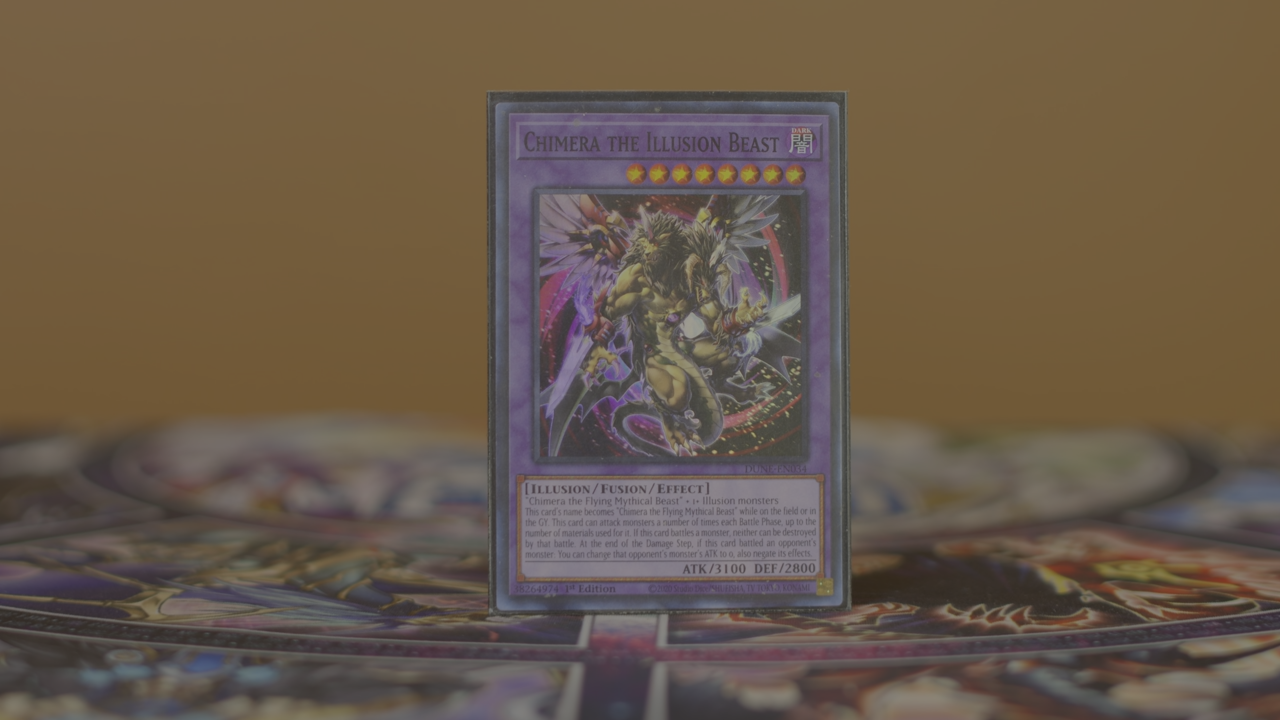 CHIMERA THE ILLUSION BEAST
DARK
闇
DUNE-EN034
[ILLUSION/FUSION/EFFECT]
"Chimera the Flying Mythical Beast" + 1+ Illusion monsters
This card's name becomes "Chimera the Flying Mythical Beast" while on the field or in
the GY. This card can attack monsters a number of times each Battle Phase, up to the
number of materials used for it. If this card battles a monster, neither can be destroyed
by that battle. At the end of the Damage Step, if this card battled an opponent's
monster: You can change that opponent's monster's ATK to 0, also negate its effects.
ATK/3100 DEF/2800
1st Edition